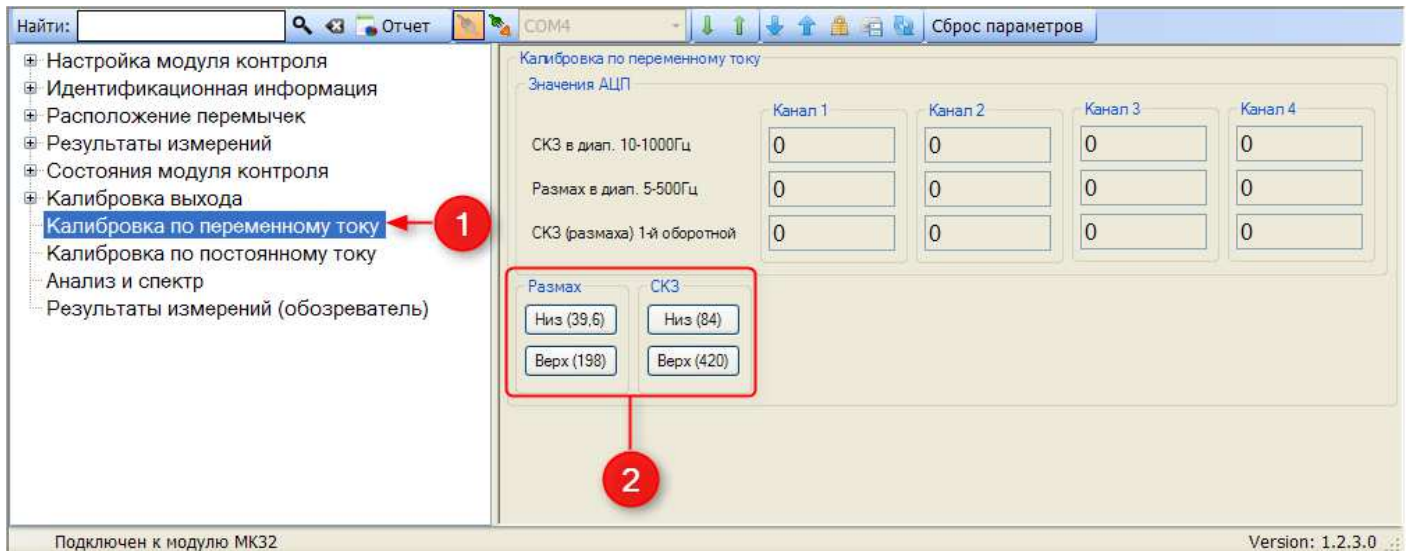 Найти: Отчет COM4 Сброс параметров
Настройка модуля контроля
Идентификационная информация
Расположение перемычек
Результаты измерений
Состояния модуля контроля
Калибровка выхода
Калибровка по переменному току 1
Калибровка по постоянному току
Анализ и спектр
Результаты измерений (обозреватель)
Калибровка по переменному току
Значения АЦП
Канал 1 Канал 2 Канал 3 Канал 4
СКЗ в диап. 10-1000Гц 0 0 0 0
Размах в диап. 5-500Гц 0 0 0 0
СКЗ (размаха) 1-й оборотной 0 0 0 0
Размах СКЗ
Низ (39,6) Низ (84)
Верх (198) Верх (420)
2
Подключен к модулю МК32 Version: 1.2.3.0